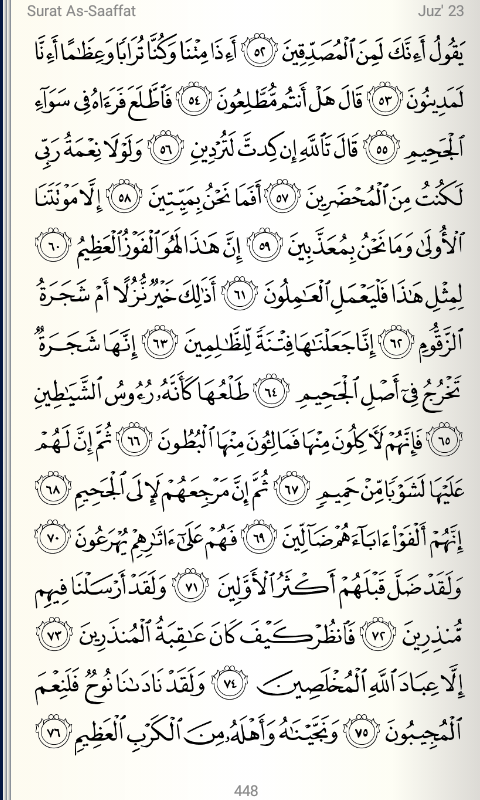 Surat As-Saaffat
Juz' 23
يَقُولُ أَءِنَّكَ لَمِنَ ٱلْمُصَدِّقِينَ ٥٢ أَءِذَا مِتْنَا وَكُنَّا تُرَابًا وَعِظَـٰمًا أَءِنَّا
لَمَدِينُونَ ٥٣ قَالَ هَلْ أَنتُم مُّطَّلِعُونَ ٥٤ فَٱطَّلَعَ فَرَءَاهُ فِى سَوَآءِ
ٱلْجَحِيمِ ٥٥ قَالَ تَٱللَّهِ إِن كِدتَّ لَتُرْدِينِ ٥٦ وَلَوْلَا نِعْمَةُ رَبِّى
لَكُنتُ مِنَ ٱلْمُحْضَرِينَ ٥٧ أَفَمَا نَحْنُ بِمَيِّتِينَ ٥٨ إِلَّا مَوْتَتَنَا
ٱلْأُولَىٰ وَمَا نَحْنُ بِمُعَذَّبِينَ ٥٩ إِنَّ هَـٰذَا لَهُوَ ٱلْفَوْزُ ٱلْعَظِيمُ ٦٠
لِمِثْلِ هَـٰذَا فَلْيَعْمَلِ ٱلْعَـٰمِلُونَ ٦١ أَذَٰلِكَ خَيْرٌ نُّزُلًا أَمْ شَجَرَةُ
ٱلزَّقُّومِ ٦٢ إِنَّا جَعَلْنَـٰهَا فِتْنَةً لِّلظَّـٰلِمِينَ ٦٣ إِنَّهَا شَجَرَةٌ
تَخْرُجُ فِىٓ أَصْلِ ٱلْجَحِيمِ ٦٤ طَلْعُهَا كَأَنَّهُۥ رُءُوسُ ٱلشَّيَـٰطِينِ
٦٥ فَإِنَّهُمْ لَـَٔاكِلُونَ مِنْهَا فَمَالِـُٔونَ مِنْهَا ٱلْبُطُونَ ٦٦ ثُمَّ إِنَّ لَهُمْ
عَلَيْهَا لَشَوْبًا مِّنْ حَمِيمٍ ٦٧ ثُمَّ إِنَّ مَرْجِعَهُمْ لَإِلَى ٱلْجَحِيمِ ٦٨
إِنَّهُمْ أَلْفَوْا۟ ءَابَآءَهُمْ ضَآلِّينَ ٦٩ فَهُمْ عَلَىٰٓ ءَاثَـٰرِهِمْ يُهْرَعُونَ ٧٠
وَلَقَدْ ضَلَّ قَبْلَهُمْ أَكْثَرُ ٱلْأَوَّلِينَ ٧١ وَلَقَدْ أَرْسَلْنَا فِيهِم
مُّنذِرِينَ ٧٢ فَٱنظُرْ كَيْفَ كَانَ عَـٰقِبَةُ ٱلْمُنذَرِينَ ٧٣
إِلَّا عِبَادَ ٱللَّهِ ٱلْمُخْلَصِينَ ٧٤ وَلَقَدْ نَادَىٰنَا نُوحٌ فَلَنِعْمَ
ٱلْمُجِيبُونَ ٧٥ وَنَجَّيْنَـٰهُ وَأَهْلَهُۥ مِنَ ٱلْكَرْبِ ٱلْعَظِيمِ ٧٦
448